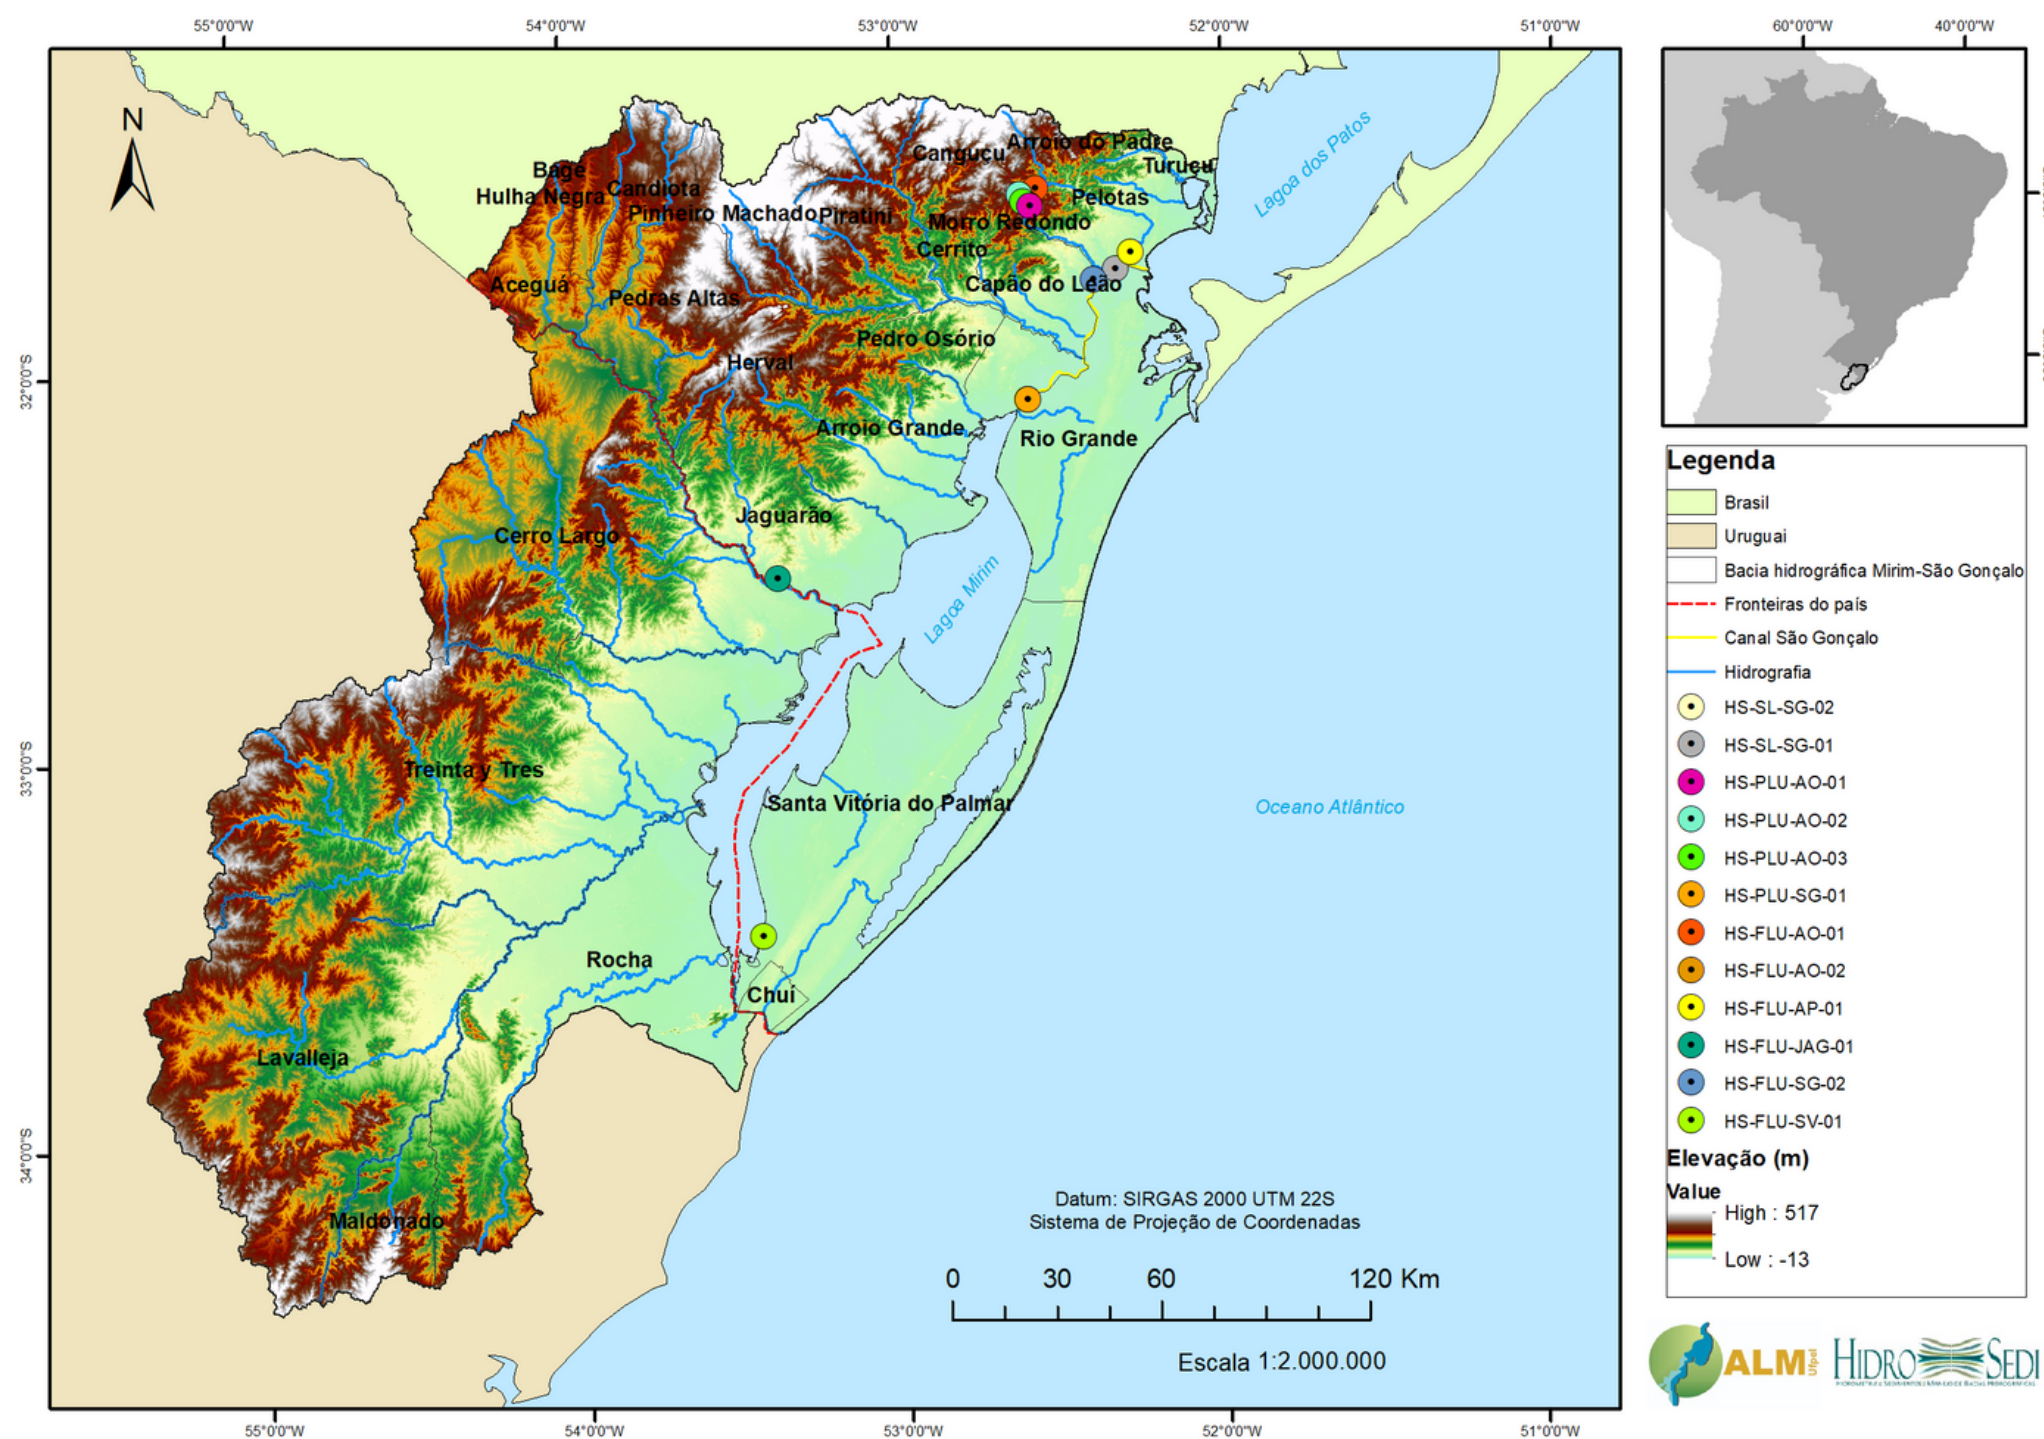 55°0'0"W 54°0'0"W 53°0'0"W 52°0'0"W 51°0'0"W
60°0'0"W 40°0'0"W
N
Lagoa dos Patos
Arroio do Padre
Canguçu
Turuçu
Bagé
Hulha Negra
Candiota
Pelotas
Pinheiro Machado
Piratini
Morro Redondo
Cerrito
Aceguá
Capão do Leão
Pedras Altas
Pedro Osório
Herval
32°0'0"S
Arroio Grande
Rio Grande
Jaguarão
Cerro Largo
Lagoa Mirim
33°0'0"S
Treinta y Tres
Santa Vitória do Palmar
Oceano Atlântico
Rocha
Chuí
Lavalleja
34°0'0"S
Maldonado
Datum: SIRGAS 2000 UTM 22S
Sistema de Projeção de Coordenadas
0 30 60 120 Km
Escala 1:2.000.000
55°0'0"W 54°0'0"W 53°0'0"W 52°0'0"W 51°0'0"W
Legenda
Brasil
Uruguai
Bacia hidrográfica Mirim-São Gonçalo
Fronteiras do país
Canal São Gonçalo
Hidrografia
HS-SL-SG-02
HS-SL-SG-01
HS-PLU-AO-01
HS-PLU-AO-02
HS-PLU-AO-03
HS-PLU-SG-01
HS-FLU-AO-01
HS-FLU-AO-02
HS-FLU-AP-01
HS-FLU-JAG-01
HS-FLU-SG-02
HS-FLU-SV-01
Elevação (m)
Value
High : 517
Low : -13
ALM
Ufpel
HIDROSEDI